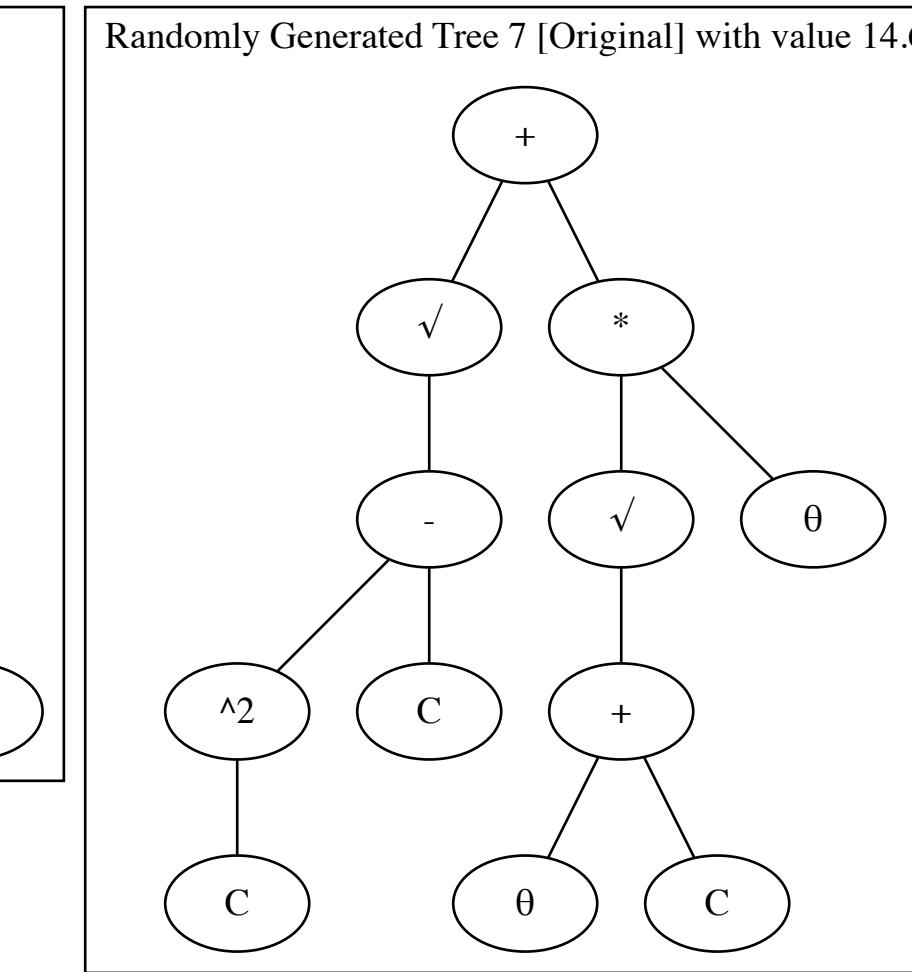 Randomly Generated Tree 7 [Original] with value 14.
+
√ *
- √ θ
^2 C +
C θ C